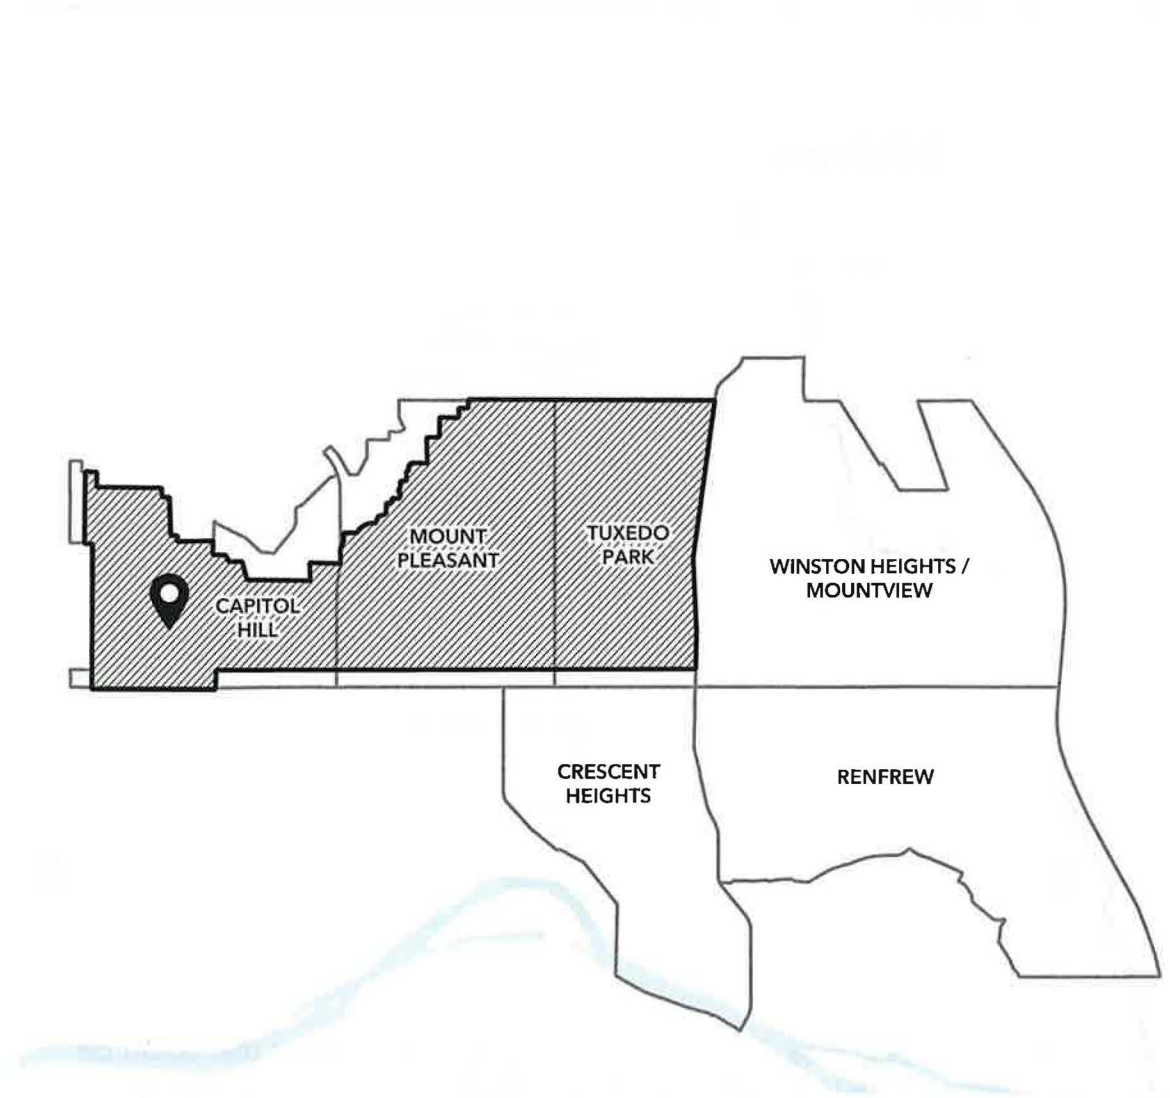 MOUNT
PLEASANT
TUXEDO
PARK
WINSTON HEIGHTS /
MOUNTVIEW
CAPITOL
HILL
CRESCENT
HEIGHTS
RENFREW